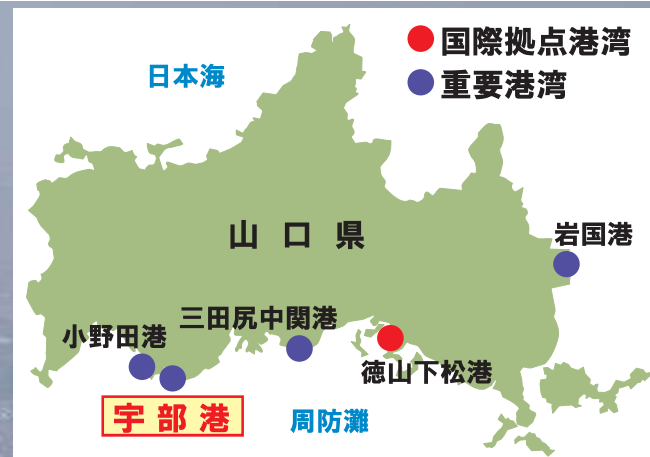 国際拠点港湾
日本海
重要港湾
山口県
岩国港
三田尻中関港
小野田港
徳山下松港
宇部港
周防灘